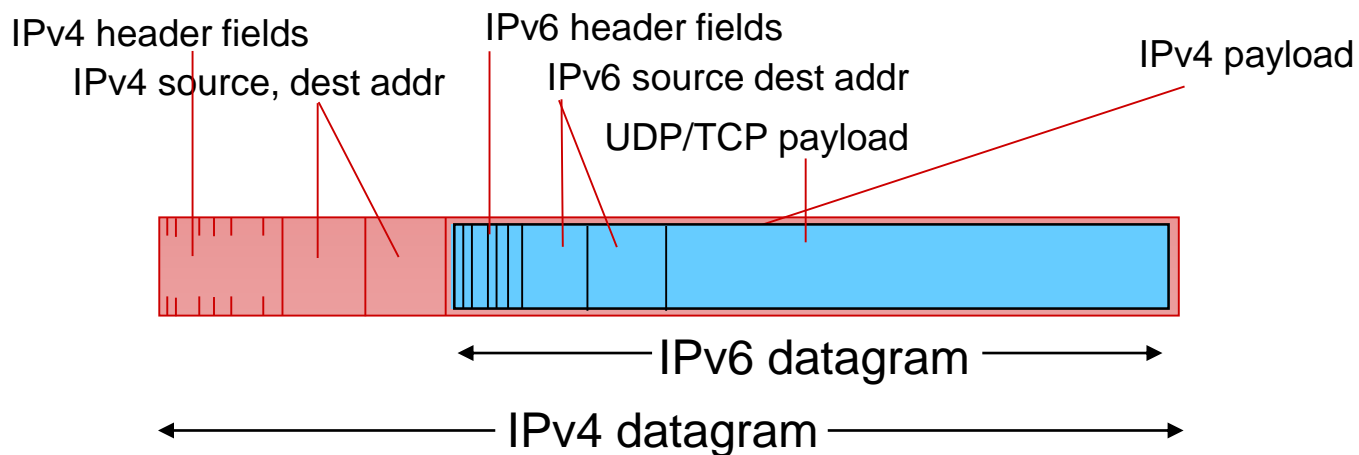 IPv4 header fields
IPv6 header fields
IPv4 payload
IPv4 source, dest addr
IPv6 source dest addr
UDP/TCP payload
IPv6 datagram
IPv4 datagram